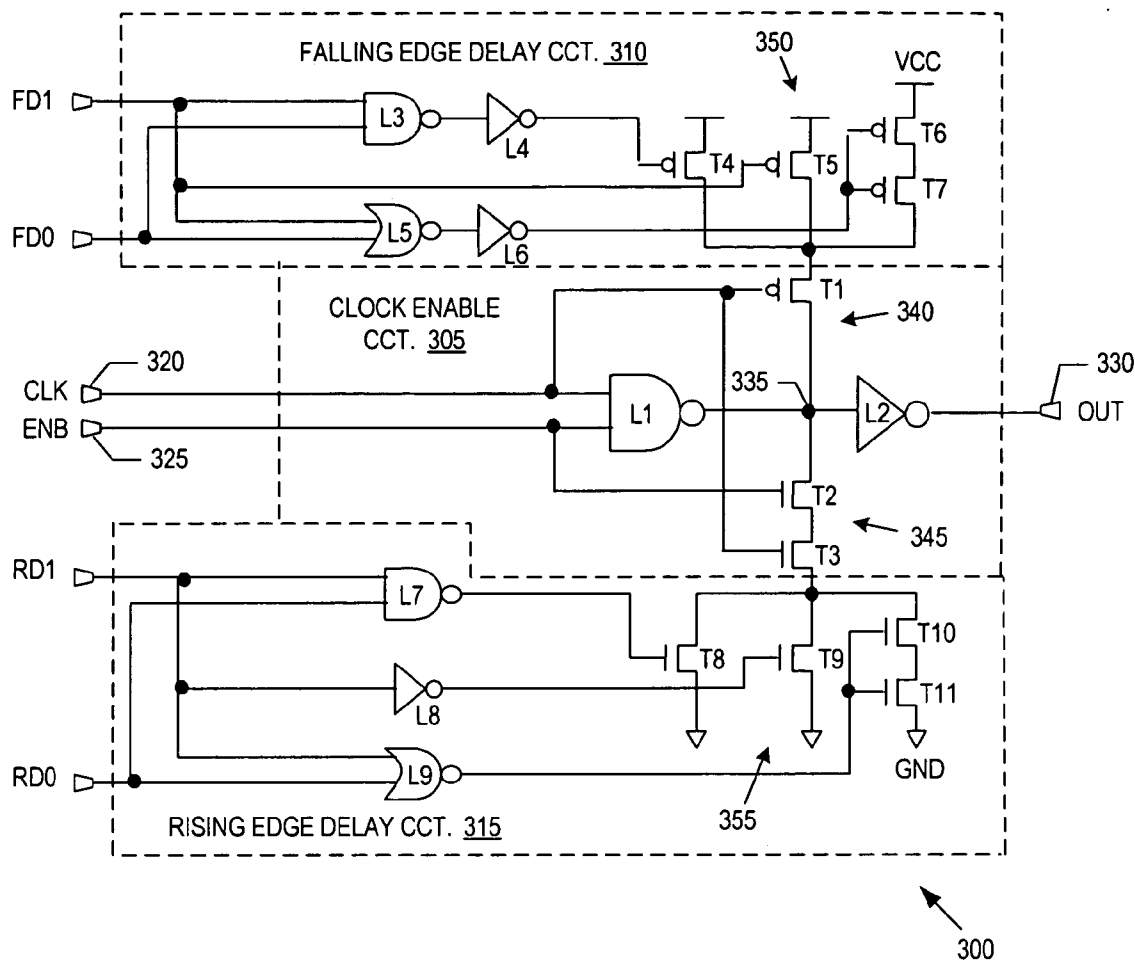 FALLING EDGE DELAY CCT. 310
350
VCC
FD1
L3
L4
T4
T5
T6
T7
FD0
L5
L6
CLOCK ENABLE
CCT. 305
T1
340
320
CLK
ENB
325
L1
335
L2
330
OUT
T2
345
T3
RD1
L7
T8
T9
T10
T11
L8
RD0
L9
GND
355
RISING EDGE DELAY CCT. 315
300